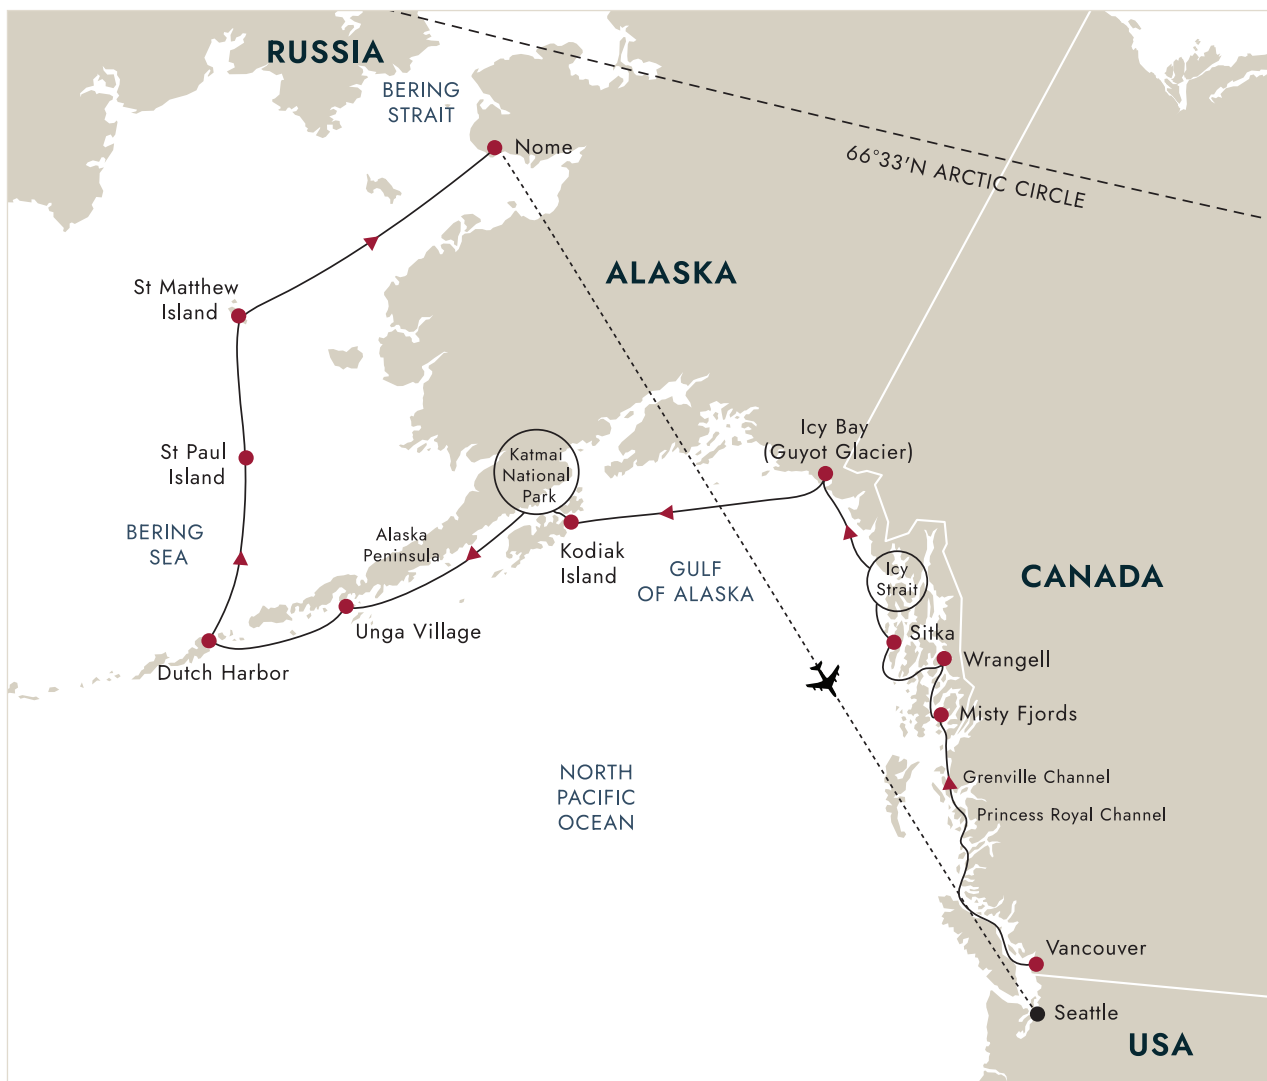 RUSSIA
BERING
STRAIT
Nome
66°33'N ARCTIC CIRCLE
ALASKA
St Matthew
Island
St Paul
Island
BERING
SEA
Katmai
National
Park
Alaska
Peninsula
Kodiak
Island
Icy Bay
(Guyot Glacier)
GULF
OF ALASKA
Icy
Strait
CANADA
Sitka
Unga Village
Dutch Harbor
Wrangell
Misty Fjords
NORTH
PACIFIC
OCEAN
Grenville Channel
Princess Royal Channel
Vancouver
Seattle
USA